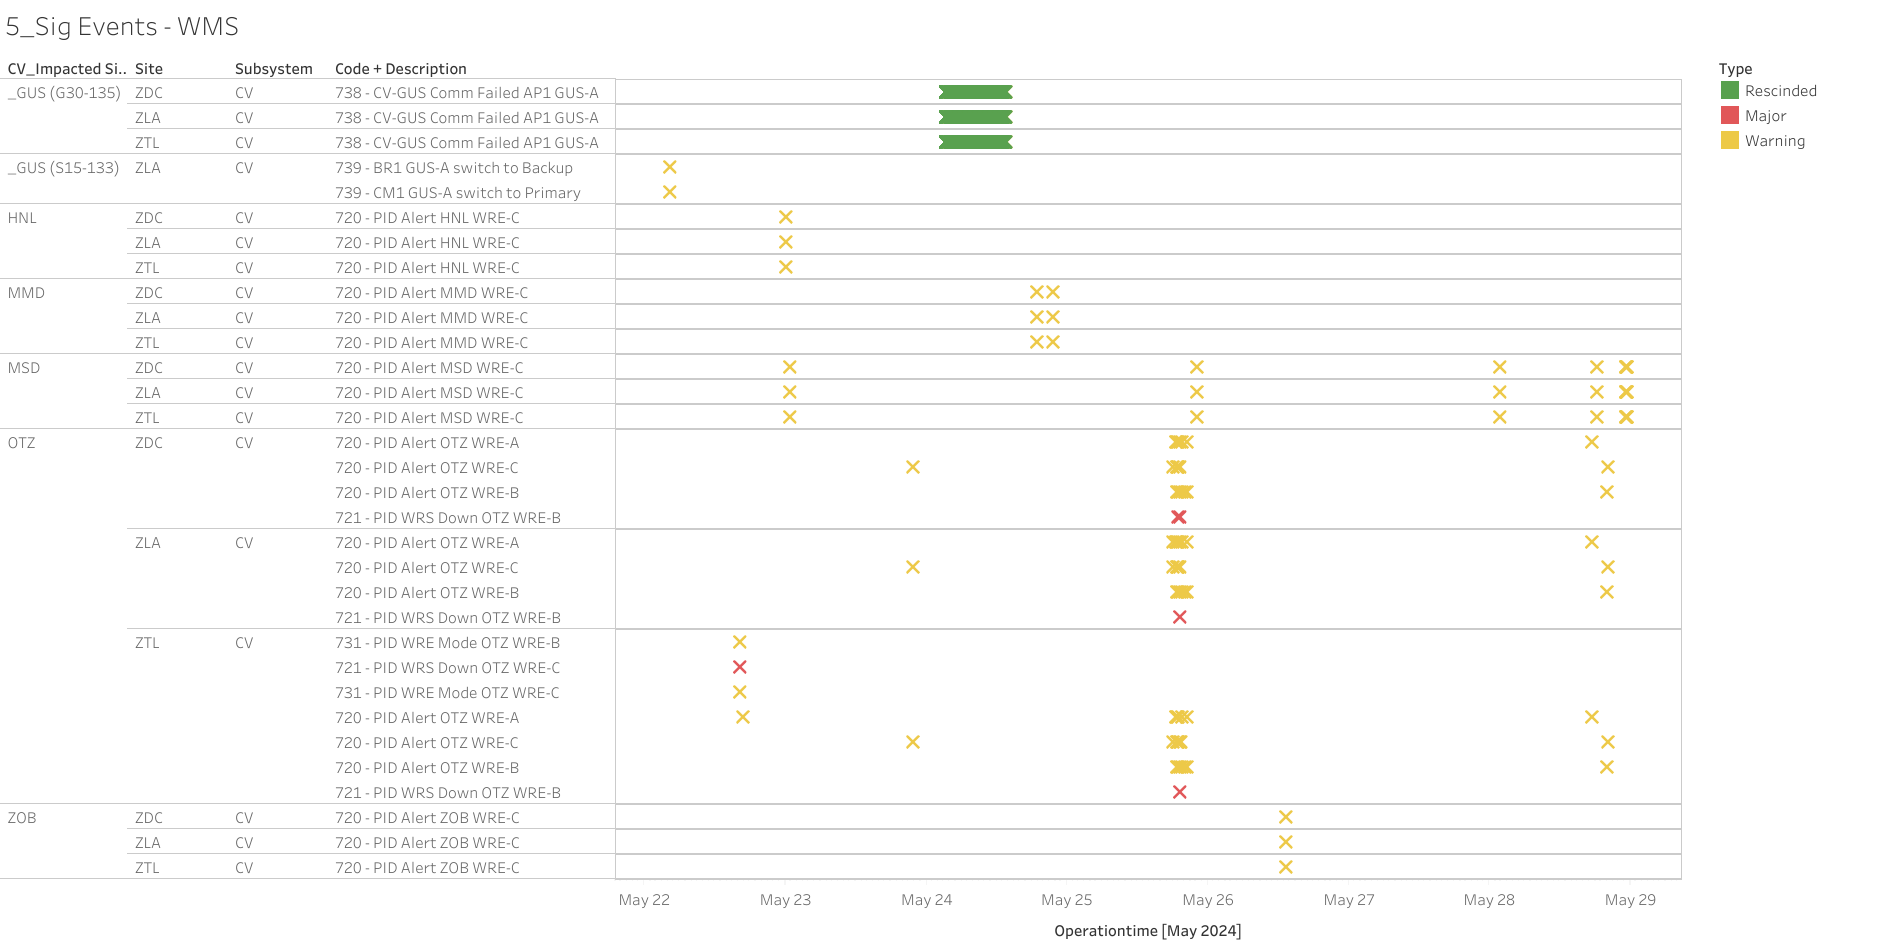 5_Sig Events - WMS
CV_Impacted Si.. Site Subsystem Code + Description
Type
Rescinded
Major
Warning
_GUS (G30-135) ZDC CV 738 - CV-GUS Comm Failed AP1 GUS-A
ZLA CV 738 - CV-GUS Comm Failed AP1 GUS-A
ZTL CV 738 - CV-GUS Comm Failed AP1 GUS-A
_GUS (S15-133) ZLA CV 739 - BR1 GUS-A switch to Backup
739 - CM1 GUS-A switch to Primary
HNL ZDC CV 720 - PID Alert HNL WRE-C
ZLA CV 720 - PID Alert HNL WRE-C
ZTL CV 720 - PID Alert HNL WRE-C
MMD ZDC CV 720 - PID Alert MMD WRE-C
ZLA CV 720 - PID Alert MMD WRE-C
ZTL CV 720 - PID Alert MMD WRE-C
MSD ZDC CV 720 - PID Alert MSD WRE-C
ZLA CV 720 - PID Alert MSD WRE-C
ZTL CV 720 - PID Alert MSD WRE-C
OTZ ZDC CV 720 - PID Alert OTZ WRE-A
720 - PID Alert OTZ WRE-C
720 - PID Alert OTZ WRE-B
721 - PID WRS Down OTZ WRE-B
ZLA CV 720 - PID Alert OTZ WRE-A
720 - PID Alert OTZ WRE-C
720 - PID Alert OTZ WRE-B
721 - PID WRS Down OTZ WRE-B
ZTL CV 731 - PID WRE Mode OTZ WRE-B
721 - PID WRS Down OTZ WRE-C
731 - PID WRE Mode OTZ WRE-C
720 - PID Alert OTZ WRE-A
720 - PID Alert OTZ WRE-C
720 - PID Alert OTZ WRE-B
721 - PID WRS Down OTZ WRE-B
ZOB ZDC CV 720 - PID Alert ZOB WRE-C
ZLA CV 720 - PID Alert ZOB WRE-C
ZTL CV 720 - PID Alert ZOB WRE-C
May 22 May 23 May 24 May 25 May 26 May 27 May 28 May 29
Operationtime [May 2024]